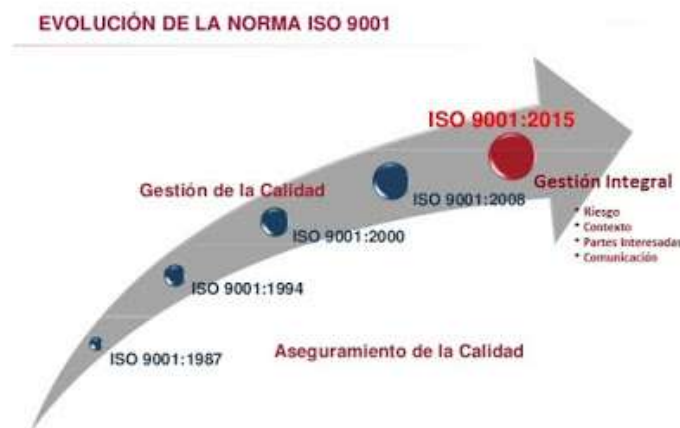 EVOLUCIÓN DE LA NORMA ISO 9001
ISO 9001:2015
Gestión de la Calidad
Gestión Integral
ISO 9001:2008
* Riesgo
* Contexto
* Partes Interesadas
* Comunicación
ISO 9001:2000
ISO 9001:1994
ISO 9001:1987
Aseguramiento de la Calidad